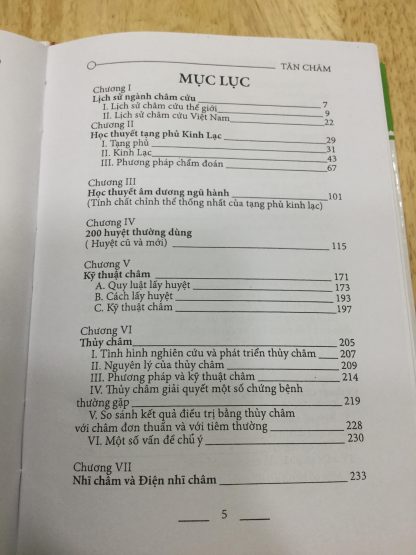 TÂN CHÂM
MỤC LỤC
Chương I
Lịch sử ngành châm cứu 7
I. Lịch sử châm cứu thế giới 9
II. Lịch sử châm cứu Việt Nam 22
Chương II
Học thuyết tạng phủ Kinh Lạc 29
I. Tạng phủ 31
II. Kinh Lạc 43
III. Phương pháp chẩm đoán 67
Chương III
Học thuyết âm dương ngũ hành 101
(Tính chất chỉnh thể thống nhất của tạng phủ kinh lạc)
Chương IV
200 huyệt thường dùng
( Huyệt cũ và mới) 115
Chương V
Kỹ thuật châm 171
A. Quy luật lấy huyệt 173
B. Cách lấy huyệt 193
C. Kỹ thuật châm 197
Chương VI
Thủy châm 205
I. Tình hình nghiên cứu và phát triển thủy châm 207
II. Nguyên lý của thủy châm 209
III. Phương pháp và kỹ thuật châm 214
IV. Thủy châm giải quyết một số chứng bệnh
thường gặp 219
V. So sánh kết quả điều trị bằng thủy châm
với châm đơn thuần và với tiêm thường 228
VI. Một số vấn đề chú ý 230
Chương VII
Nhĩ châm và Điện nhĩ châm 233
5